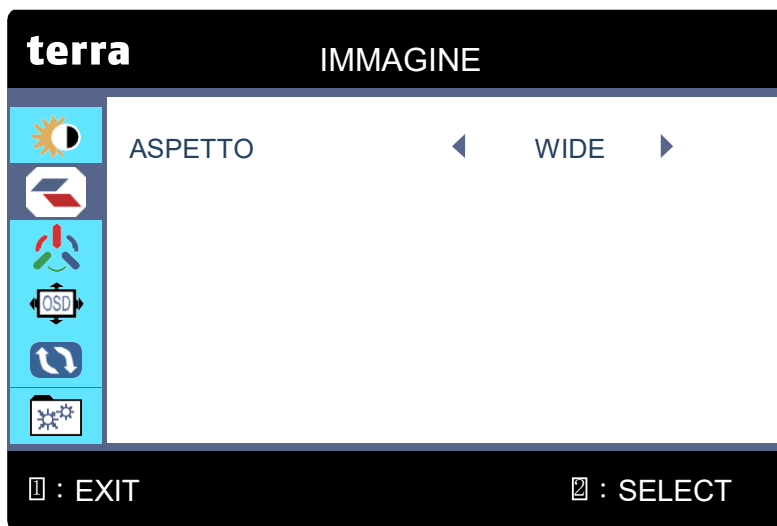 terra
IMMAGINE
ASPETTO WIDE
OSD
1 : EXIT 2 : SELECT